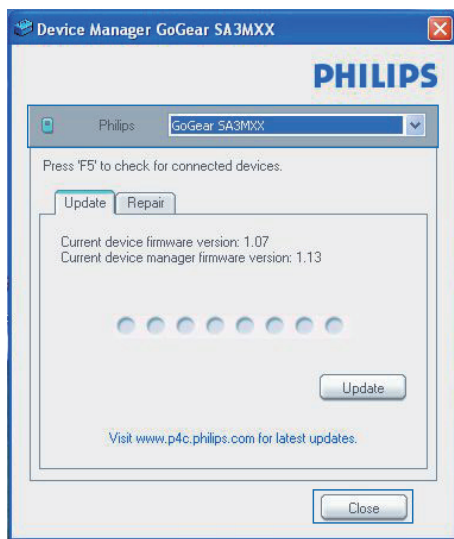 Device Manager GoGear SA3MXX
PHILIPS
Philips GoGear SA3MXX
Press 'F5' to check for connected devices.
Update Repair
Current device firmware version: 1.07
Current device manager firmware version: 1.13
Update
Visit www.p4c.philips.com for latest updates.
Close